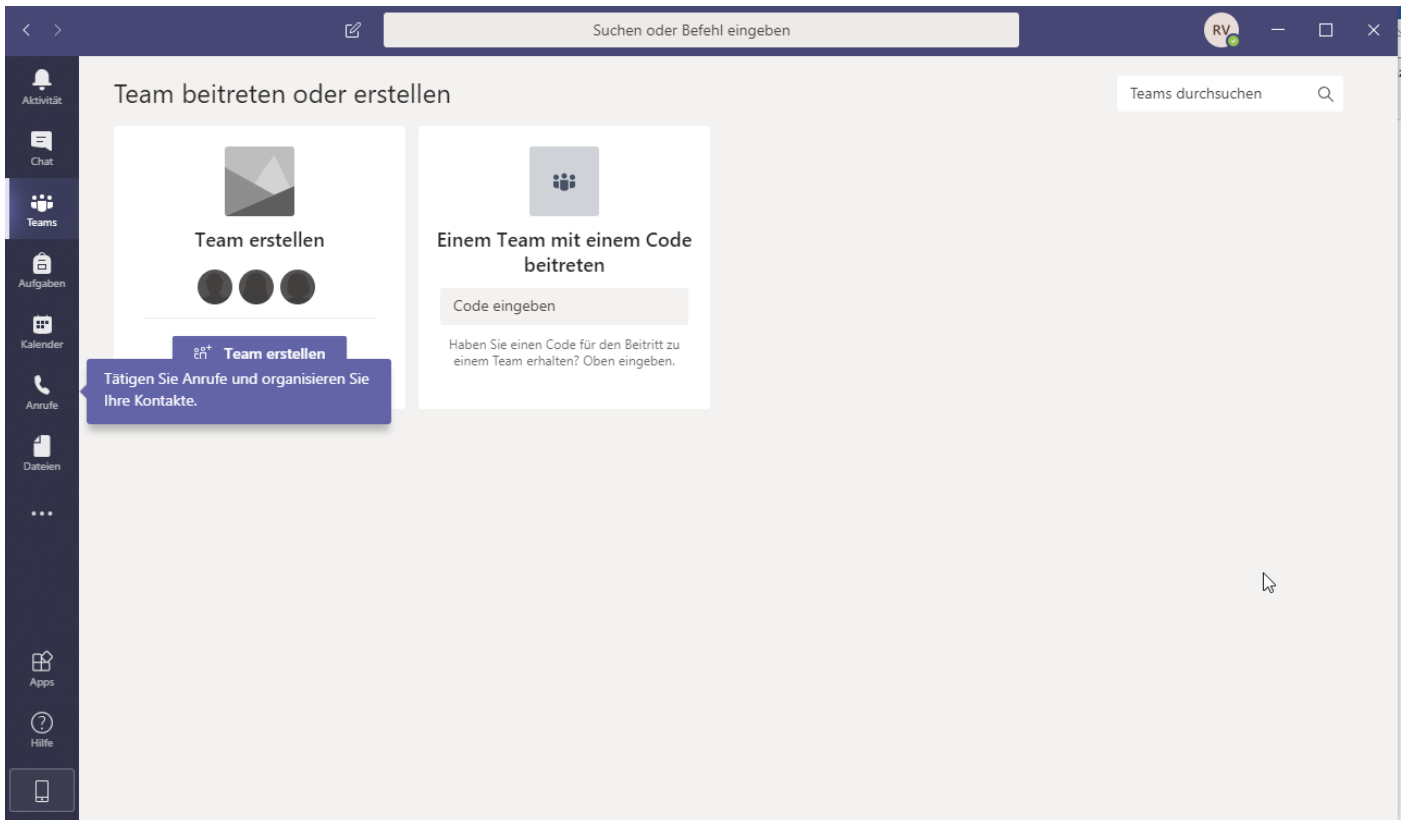 Suchen oder Befehl eingeben
RV
Aktivität
Chat
Teams
Aufgaben
Kalender
Anrufe
Dateien
Apps
Hilfe
Team beitreten oder erstellen
Teams durchsuchen
Team erstellen
Team erstellen
Tätigen Sie Anrufe und organisieren Sie
Ihre Kontakte.
Einem Team mit einem Code
beitreten
Code eingeben
Haben Sie einen Code für den Beitritt zu
einem Team erhalten? Oben eingeben.